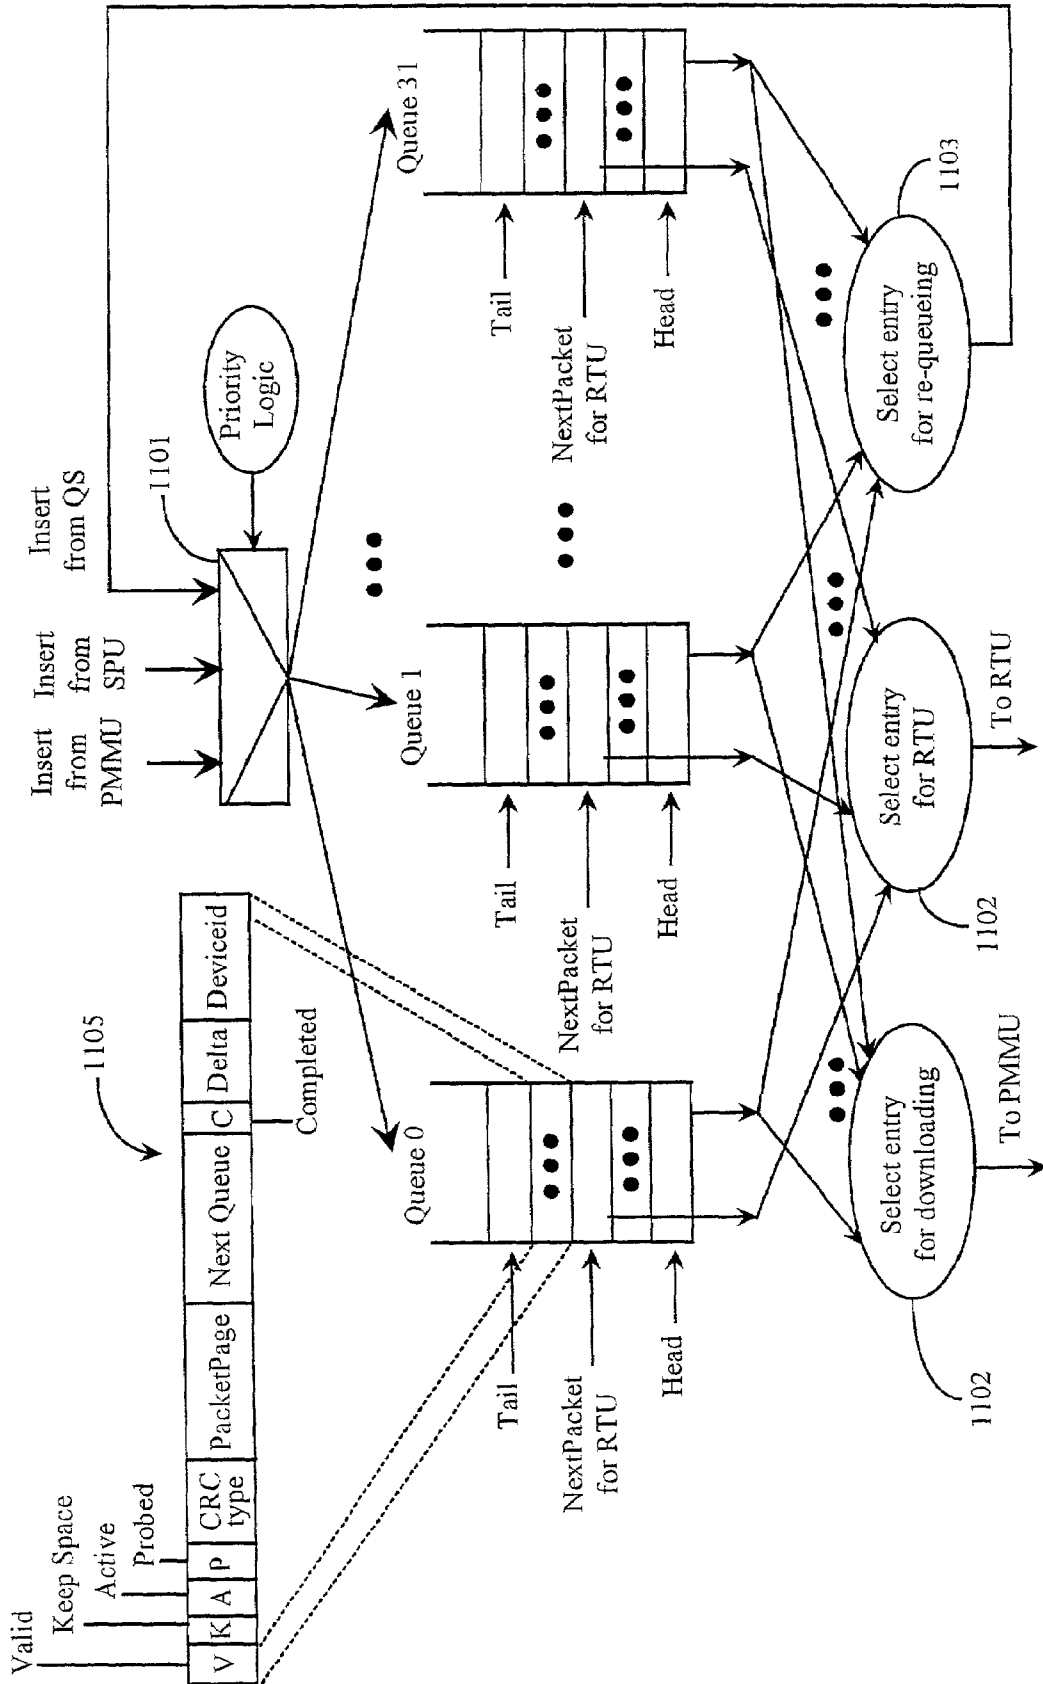 Valid
Keep Space
Active
Probed
V
K
A
P
CRC
type
PacketPage
Next Queue
C
Delta
Deviceid
Completed
1105
Insert
from
PMMU
Insert
from
SPU
Insert
from QS
1101
Priority
Logic
Queue 0
Queue 1
Queue 31
Tail
NextPacket
for RTU
Head
Tail
NextPacket
for RTU
Head
Tail
NextPacket
for RTU
Head
Select entry
for downloading
1102
To PMMU
Select entry
for RTU
1102
To RTU
Select entry
for re-queueing
1103